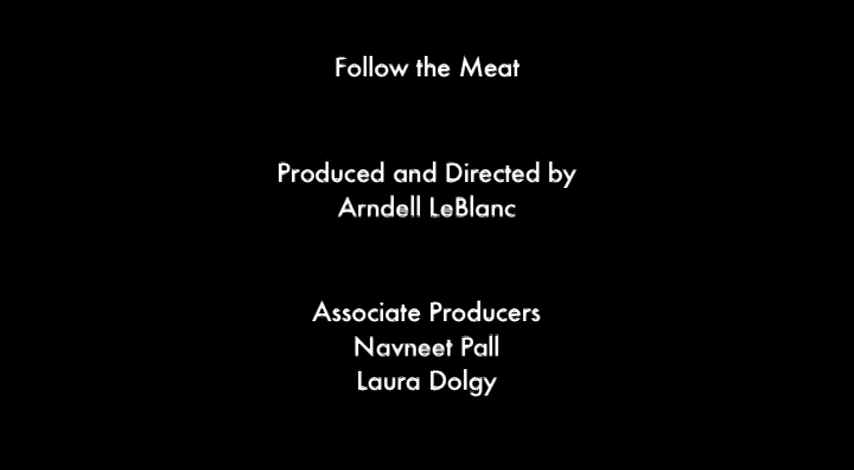 Follow the Meat
Produced and Directed by
Arndell LeBlanc
Associate Producers
Navneet Pall
Laura Dolgy